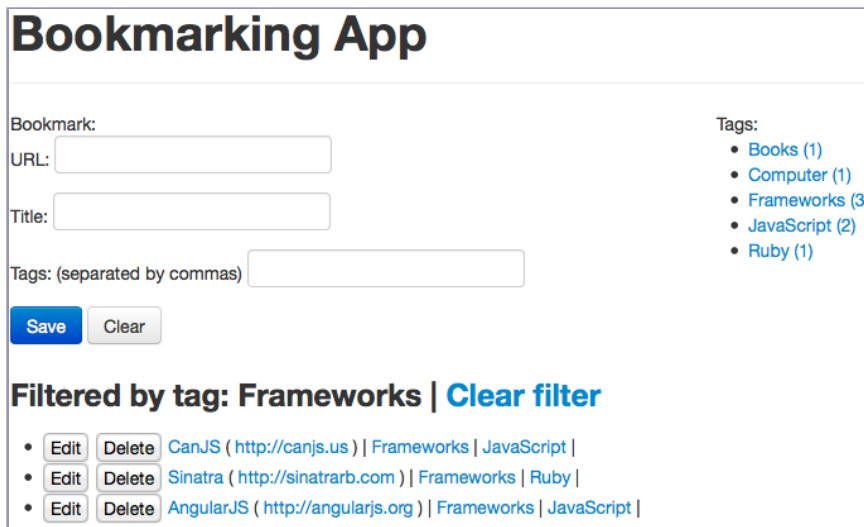 Bookmarking App
Bookmark:
URL:
Title:
Tags: (separated by commas)
Save Clear
Tags:
Books (1)
Computer (1)
Frameworks (3
JavaScript (2)
Ruby (1)
Filtered by tag: Frameworks | Clear filter
Edit Delete CanJS ( http://canjs.us ) | Frameworks | JavaScript |
Edit Delete Sinatra ( http://sinatrarb.com ) | Frameworks | Ruby |
Edit Delete AngularJS ( http://angularjs.org ) | Frameworks | JavaScript |